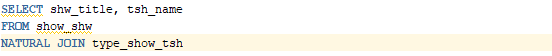 SELECT shw_title, tsh_name
FROM show_shw
NATURAL JOIN type_show_tsh